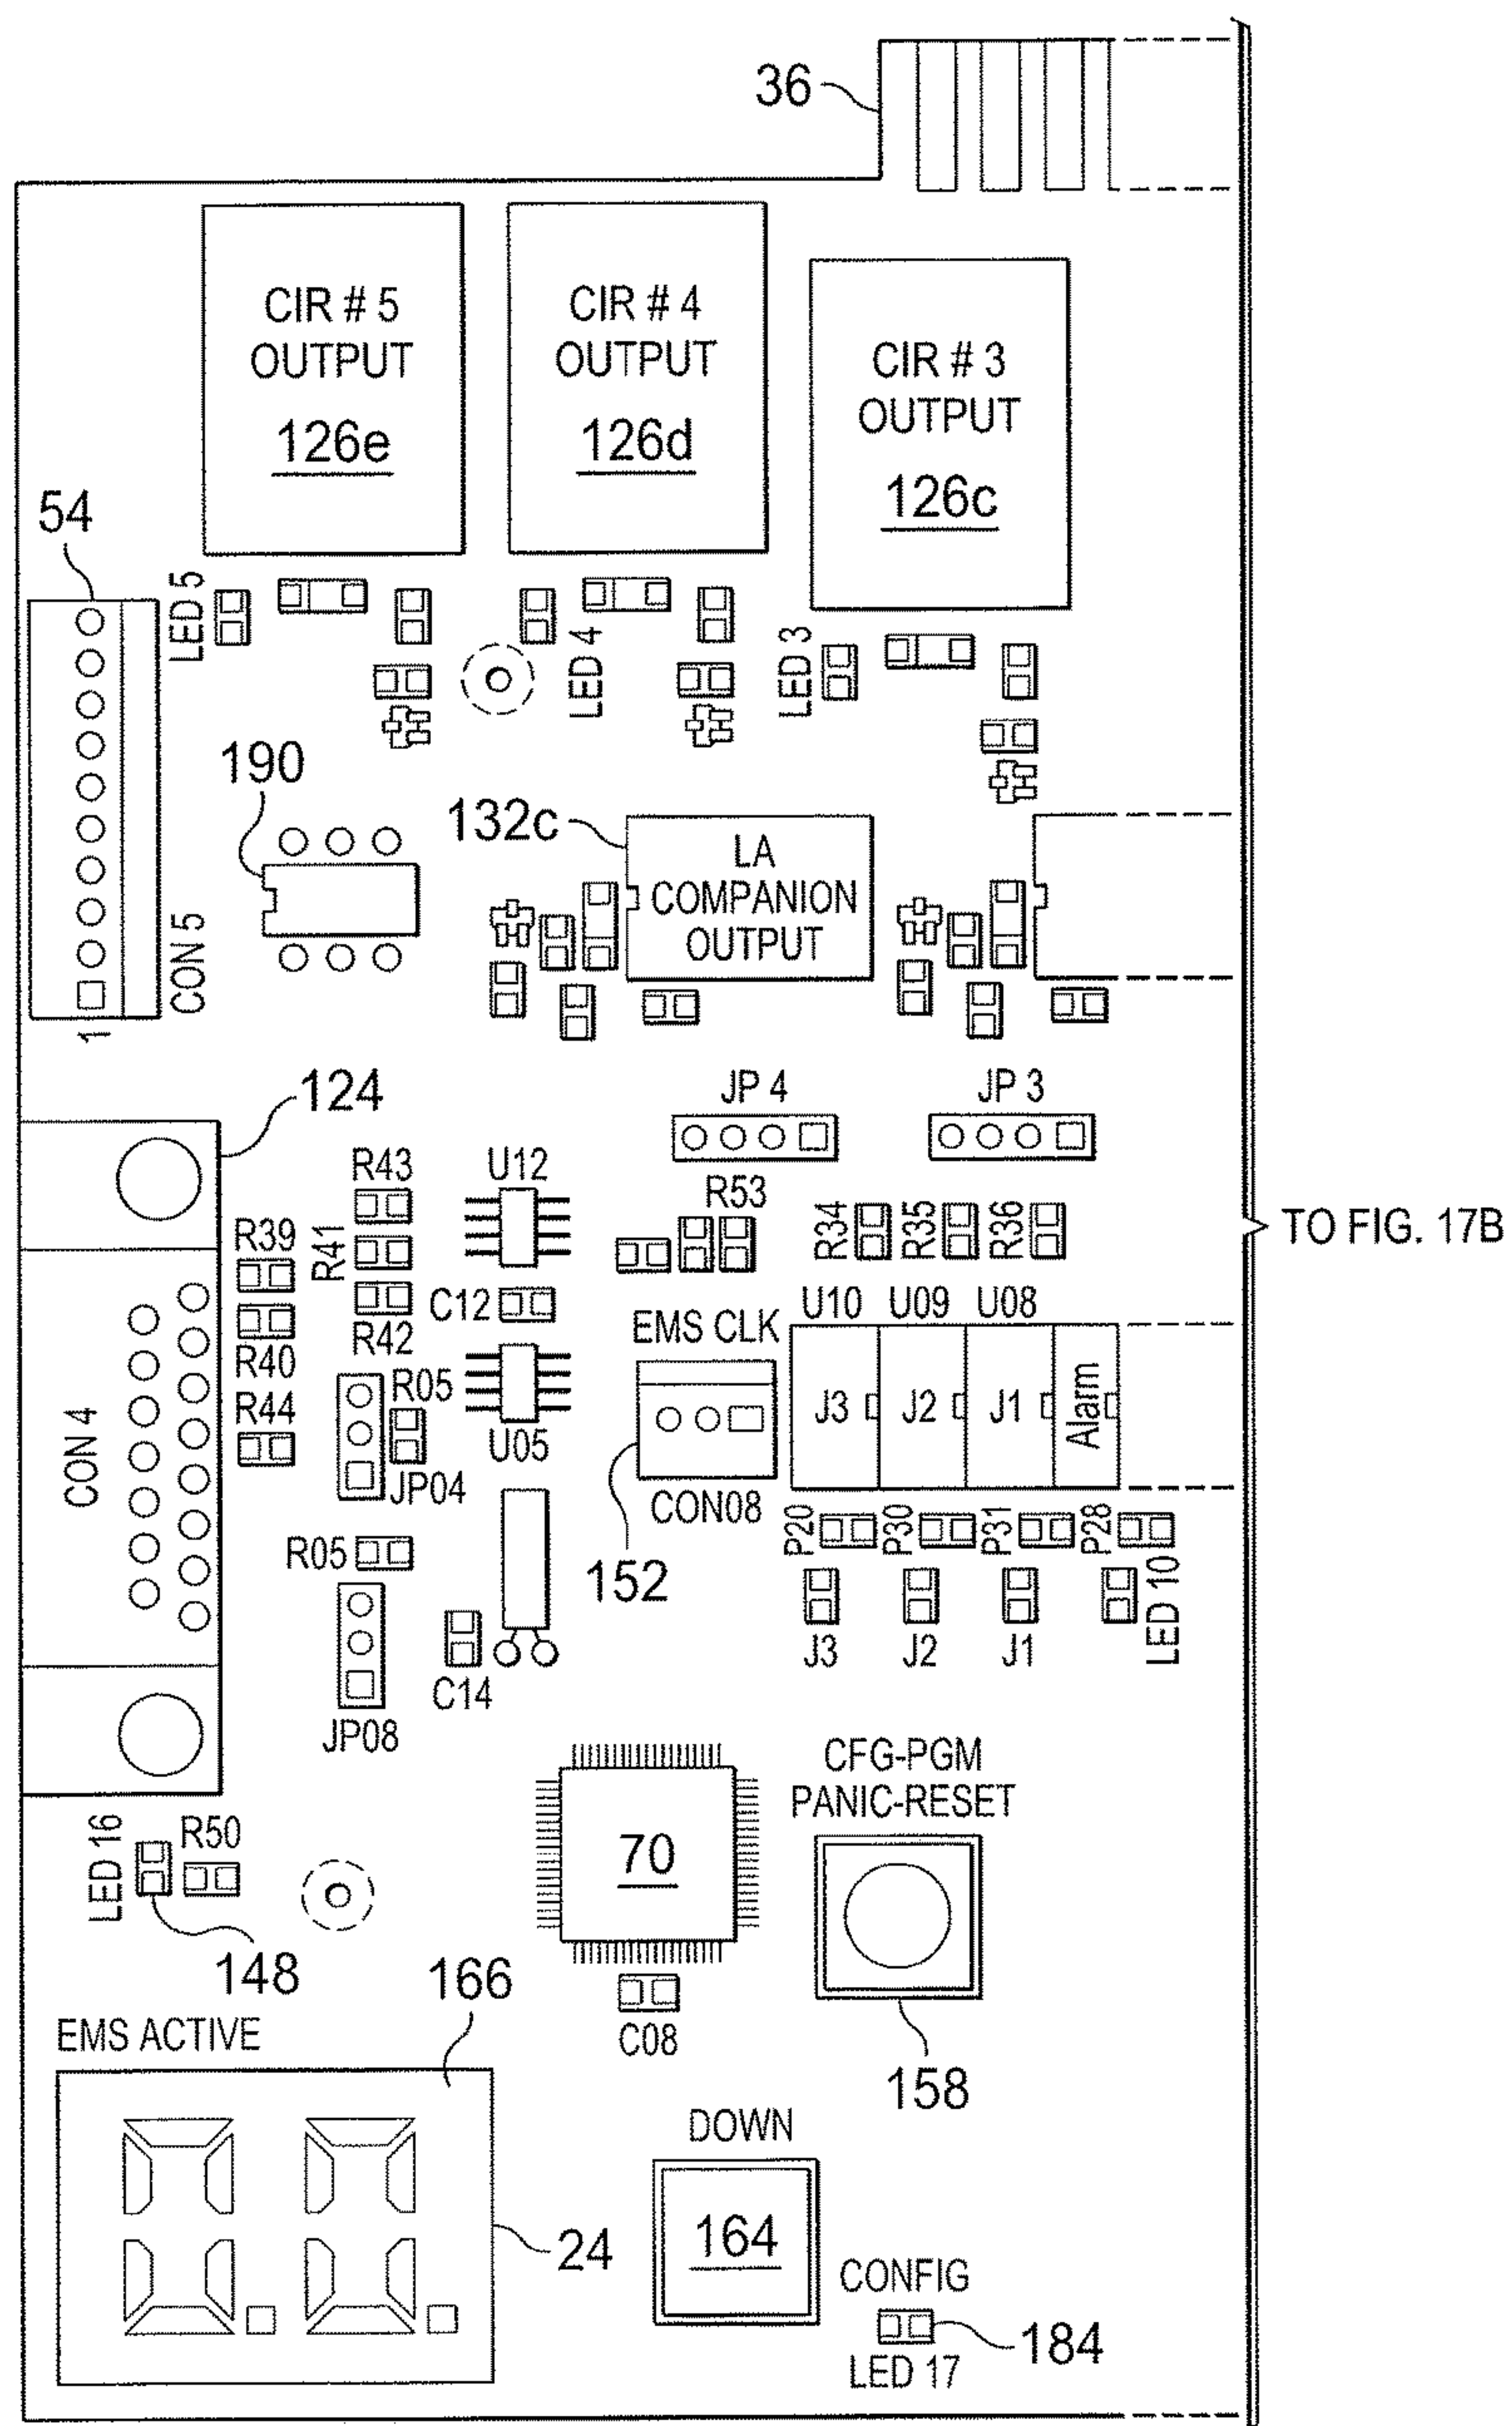 36
CIR # 5
OUTPUT
126e
CIR # 4
OUTPUT
126d
CIR # 3
OUTPUT
126c
54
LED 5
LED 4
LED 3
190
132c
LA
COMPANION
OUTPUT
CON 5
1
124
JP 4
JP 3
R43
U12
R53
R34
R35
R36
TO FIG. 17B
R39
R41
C12
R42
R40
EMS CLK
U10
U09
U08
R44
R05
CON 4
J3
J2
J1
Alarm
U05
JP04
CON08
R05
152
P20
P30
P31
P28
J3
J2
J1
LED 10
C14
JP08
CFG-PGM
PANIC-RESET
LED 16
R50
70
148
166
C08
158
EMS ACTIVE
DOWN
24
164
CONFIG
184
LED 17